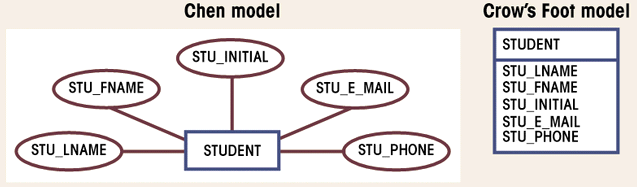 Chen model
STU_INITIAL
STU_FNAME
STU_E_MAIL
STU_LNAME
STUDENT
STU_PHONE
Crow's Foot model
STUDENT
STU_LNAME
STU_FNAME
STU_INITIAL
STU_E_MAIL
STU_PHONE